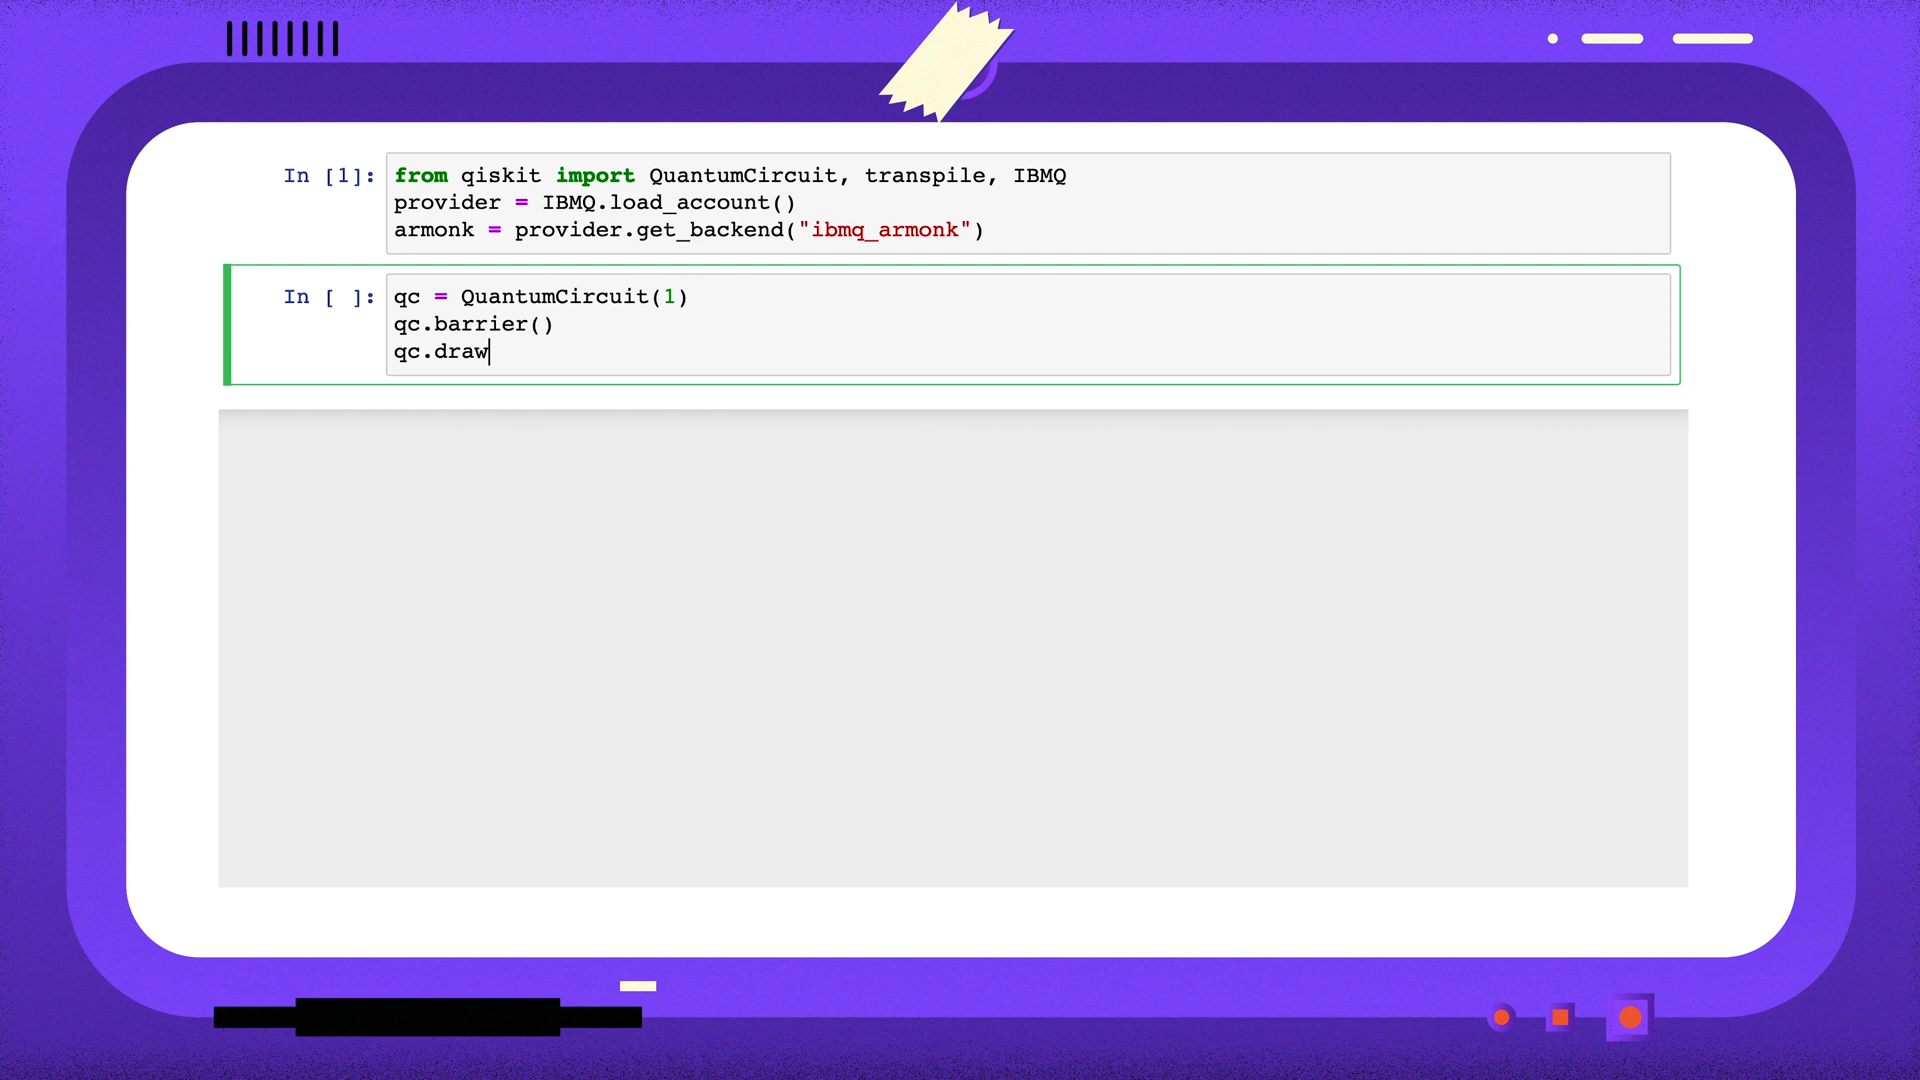 In [1]: from qiskit import QuantumCircuit, transpile, IBMQ
provider = IBMQ.load_account()
armonk = provider.get_backend("ibmq_armonk")
In [ ]: qc = QuantumCircuit(1)
qc.barrier()
qc.draw